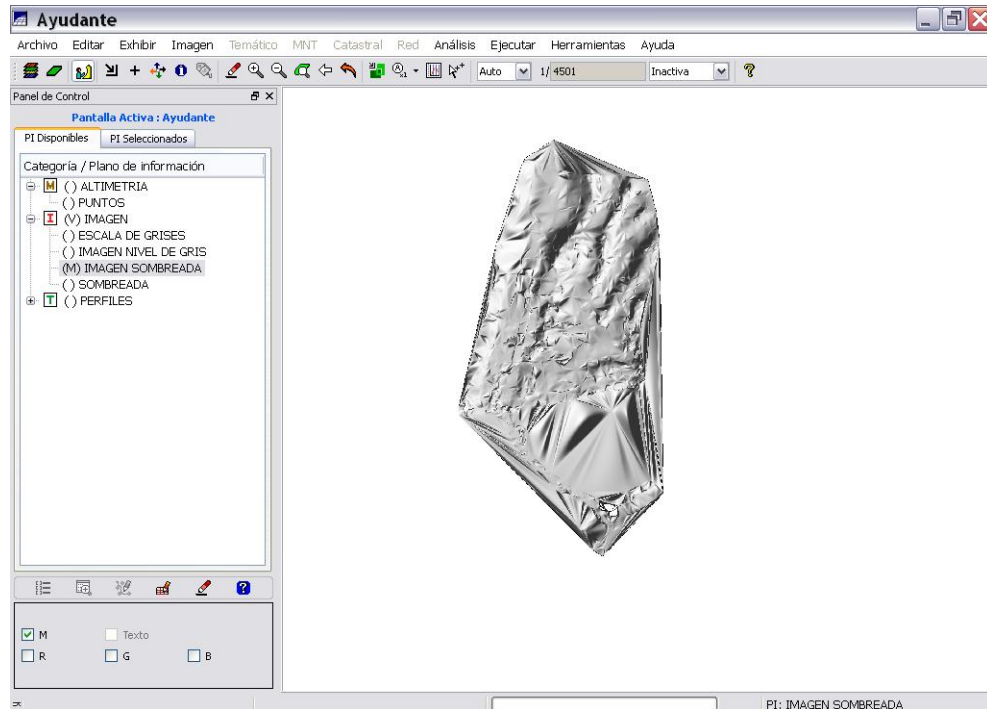 Ayudante
Archivo Editar Exhibir Imagen Temático MNT Catastral Red Análisis Ejecutar Herramientas Ayuda
Auto 1/ 4501 Inactiva
Panel de Control
Pantalla Activa : Ayudante
PI Disponibles PI Seleccionados
Categoría / Plano de información
M () ALTIMETRIA
() PUNTOS
I (V) IMAGEN
() ESCALA DE GRISES
() IMAGEN NIVEL DE GRIS
(M) IMAGEN SOMBREADA
() SOMBREADA
T () PERFILES
M Texto
R G B
PI: IMAGEN SOMBREADA